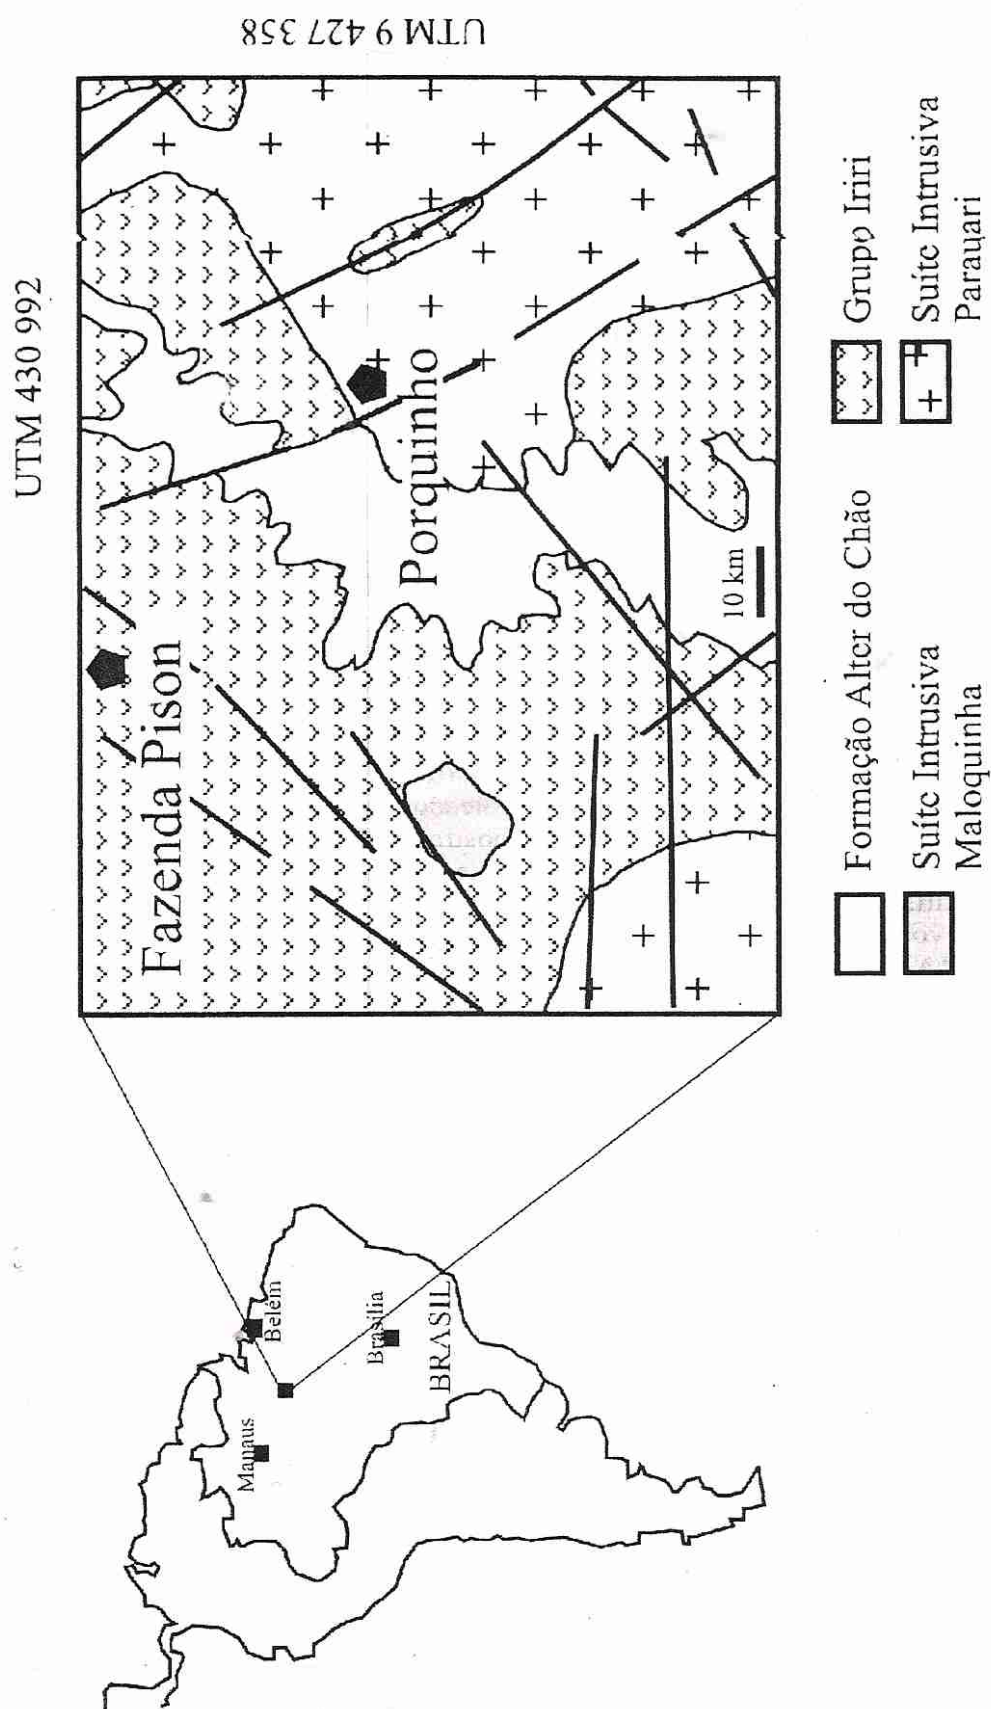 UTM 430 992
UTM 9 427 358
Fazenda Pison
Porquinho
10 km
Manaus
Belém
Brasília
BRASIL
Formação Alter do Chão
Suíte Intrusiva
Maloquinha
Grupo Iriri
Suíte Intrusiva
Parauari